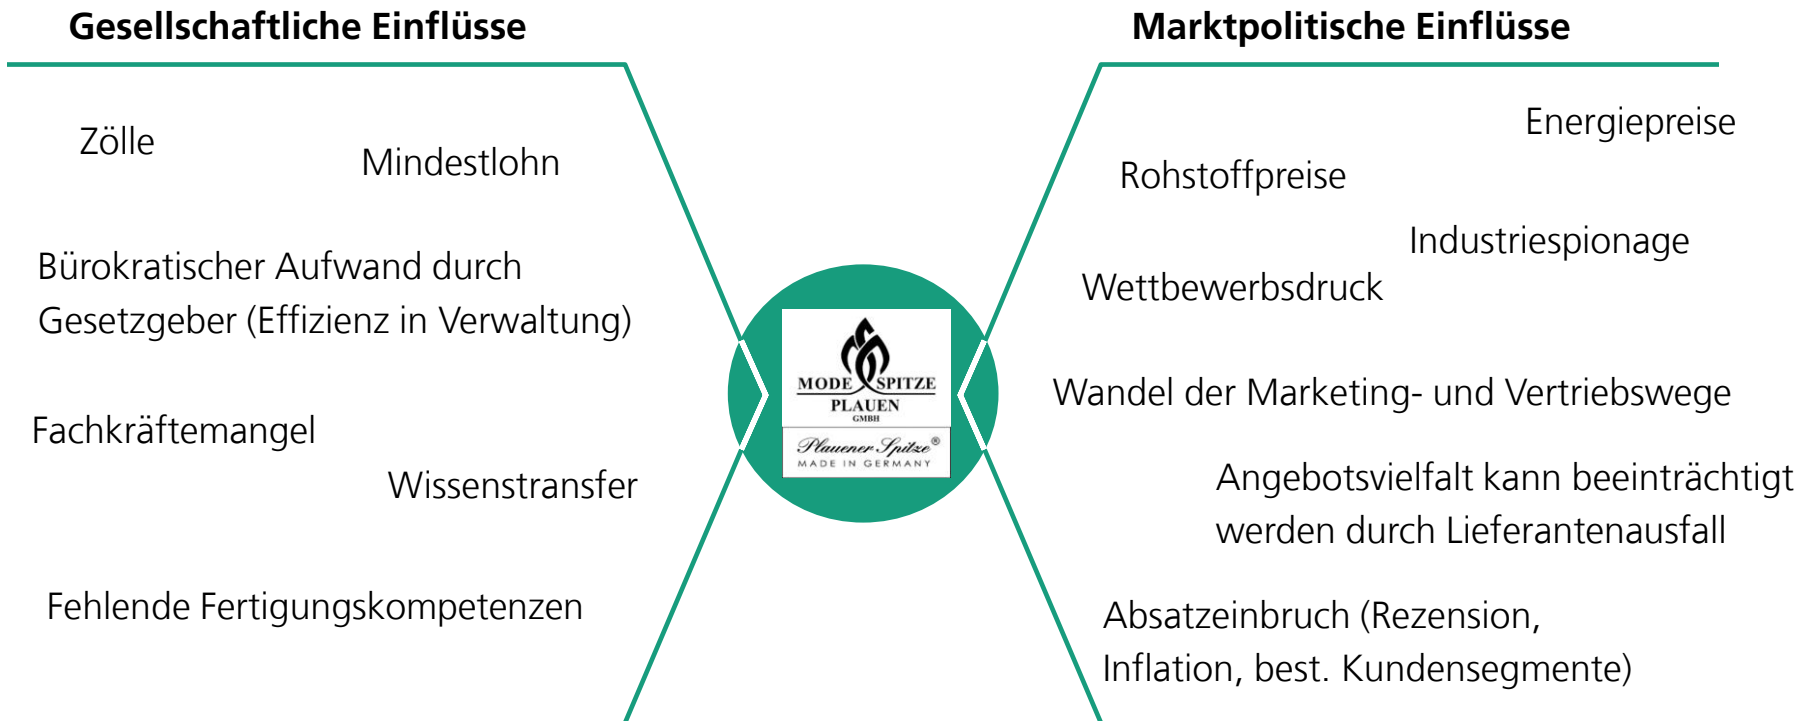 Gesellschaftliche Einflüsse
Zölle
Mindestlohn
Bürokratischer Aufwand durch
Gesetzgeber (Effizienz in Verwaltung)
Fachkräftemangel
Wissenstransfer
Fehlende Fertigungskompetenzen
MODE SPITZE
PLAUEN
GMBH
Plauener Spitze®
MADE IN GERMANY
Marktpolitische Einflüsse
Energiepreise
Rohstoffpreise
Industriespionage
Wettbewerbsdruck
Wandel der Marketing- und Vertriebswege
Angebotsvielfalt kann beeinträchtigt
werden durch Lieferantenausfall
Absatzeinbruch (Rezension,
Inflation, best. Kundensegmente)